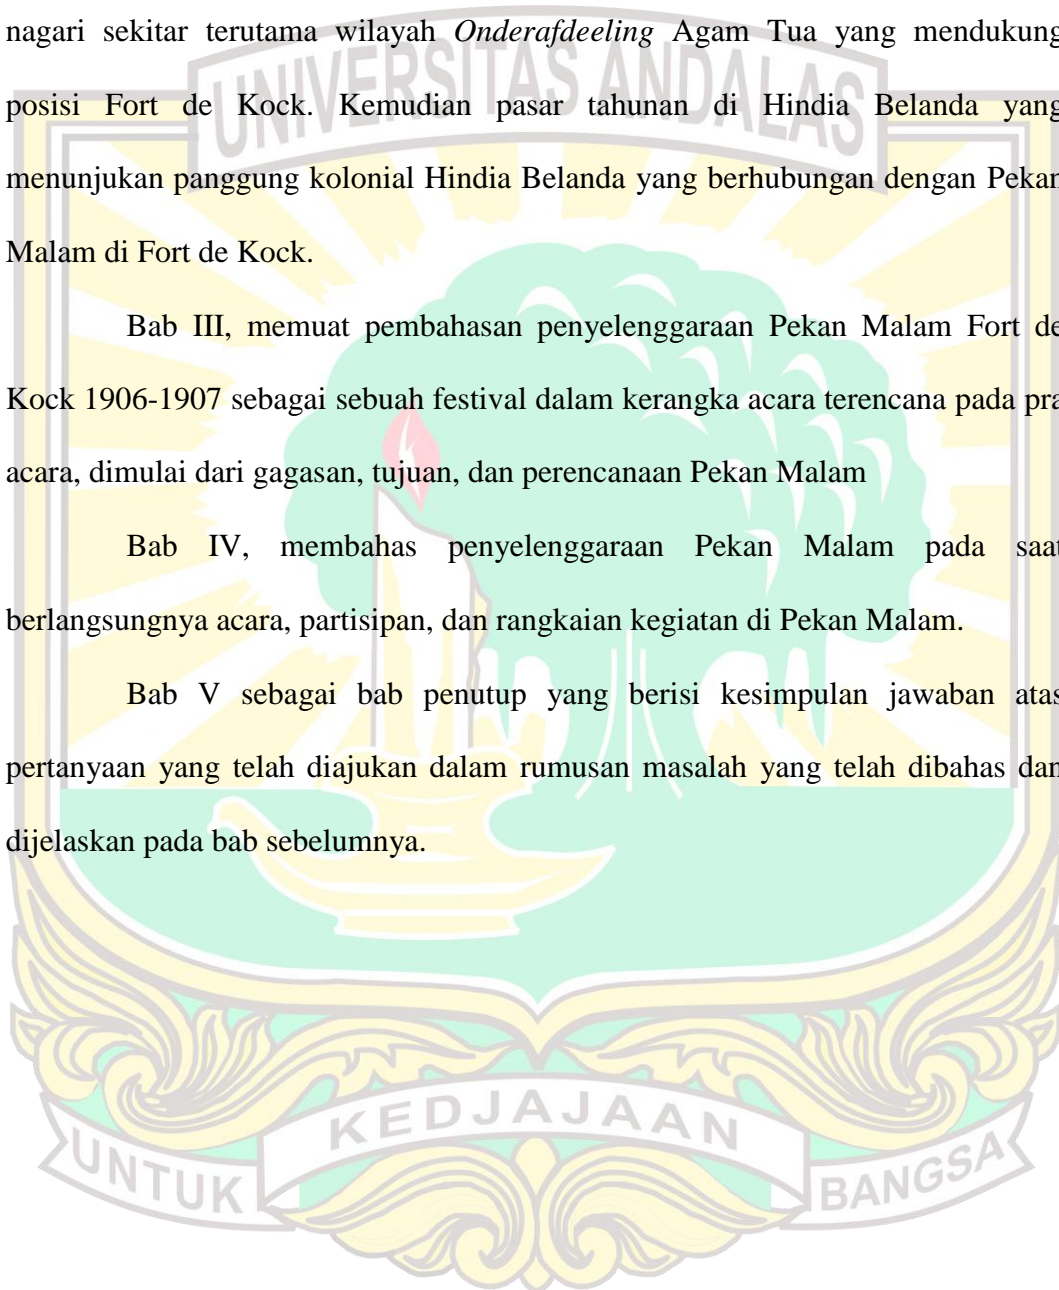 nagari sekitar terutama wilayah Onderafdeeling Agam Tua yang mendukung
posisi Fort de Kock. Kemudian pasar tahunan di Hindia Belanda yang
menunjukan panggung kolonial Hindia Belanda yang berhubungan dengan Pekan
Malam di Fort de Kock.
Bab III, memuat pembahasan penyelenggaraan Pekan Malam Fort de
Kock 1906-1907 sebagai sebuah festival dalam kerangka acara terencana pada pra
acara, dimulai dari gagasan, tujuan, dan perencanaan Pekan Malam
Bab IV, membahas penyelenggaraan Pekan Malam pada saat
berlangsungnya acara, partisipan, dan rangkaian kegiatan di Pekan Malam.
Bab V sebagai bab penutup yang berisi kesimpulan jawaban atas
pertanyaan yang telah diajukan dalam rumusan masalah yang telah dibahas dan
dijelaskan pada bab sebelumnya.
UNIVERSITAS ANDALAS
UNTUK KEDJAJAAN BANGSA